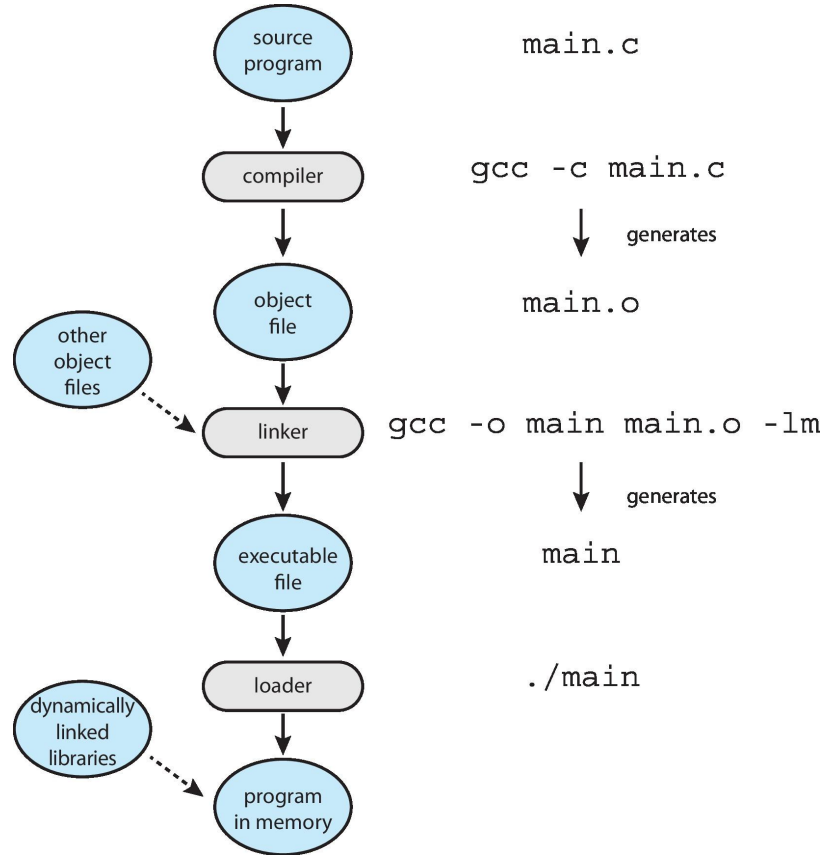 source
program
main.c
compiler
gcc -c main.c
generates
object
file
main.o
other
object
files
linker
gcc -o main main.o -lm
generates
executable
file
main
loader
./main
dynamically
linked
libraries
program
in memory